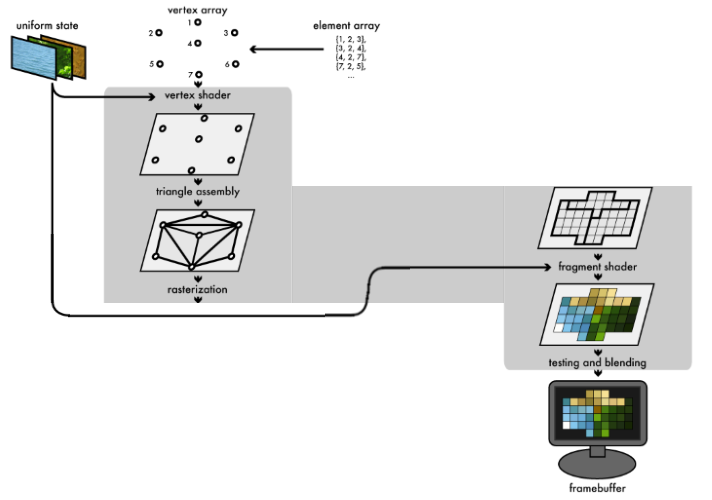 vertex array
uniform state
element array
1
2
3
4
5
6
7
{1, 2, 3},
{3, 2, 4},
{4, 2, 7},
{7, 2, 5},
...
vertex shader
triangle assembly
rasterization
fragment shader
testing and blending
framebuffer